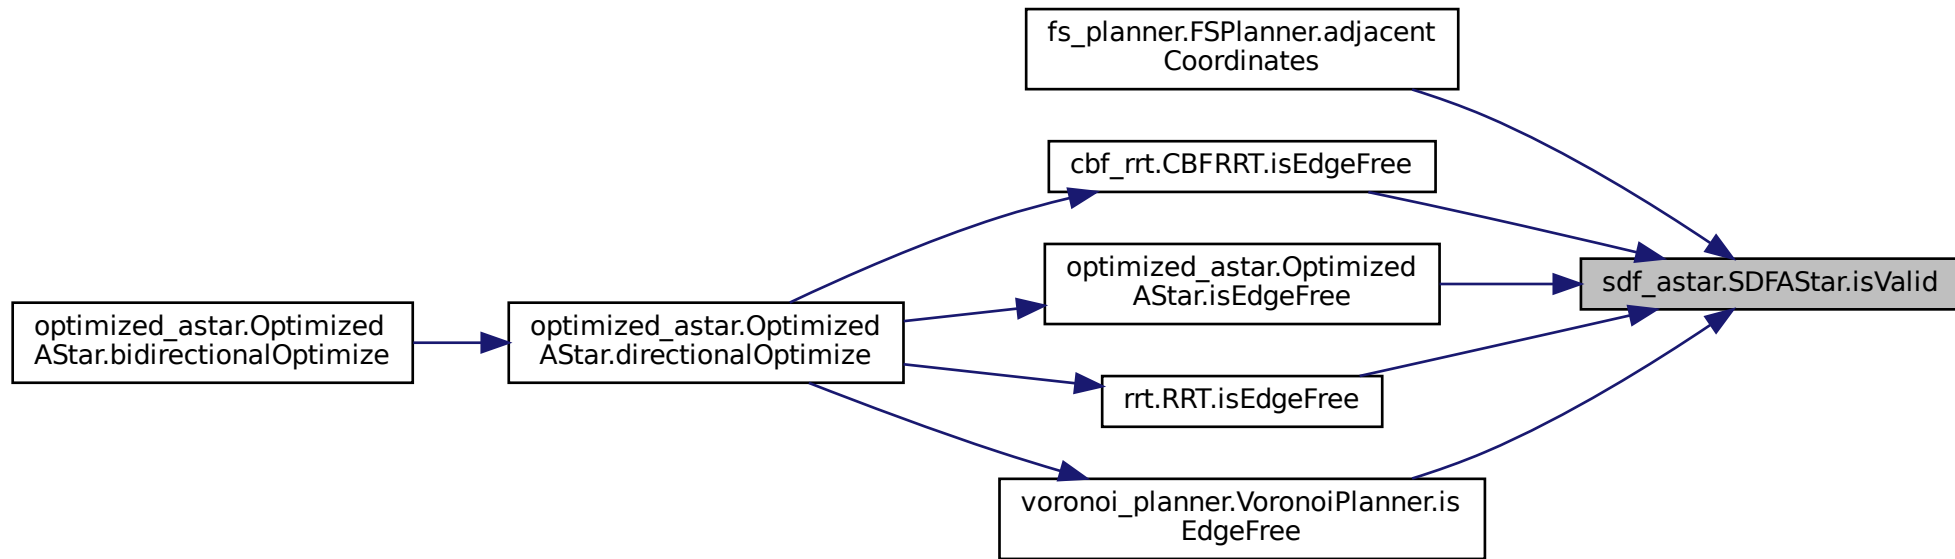 fs_planner.FSPlanner.adjacent
Coordinates
cbf_rrt.CBFRRT.isEdgeFree
optimized_astar.Optimized
AStar.isEdgeFree
sdf_astar.SDFAStar.isValid
optimized_astar.Optimized
AStar.bidirectionalOptimize
optimized_astar.Optimized
AStar.directionalOptimize
rrt.RRT.isEdgeFree
voronoi_planner.VoronoiPlanner.is
EdgeFree